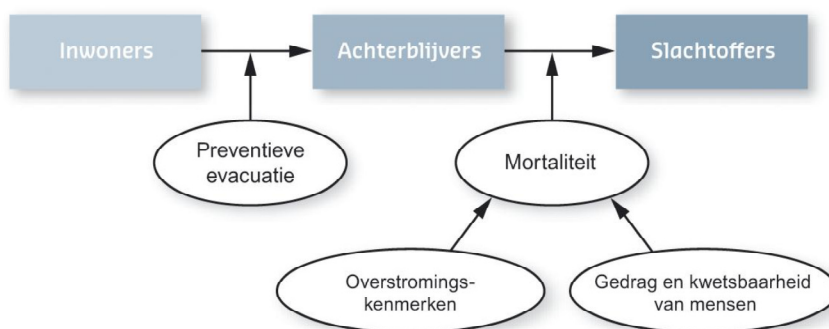 Inwoners
Achterblijvers
Slachtoffers
Preventieve
evacuatie
Mortaliteit
Overstromings-
kenmerken
Gedrag en kwetsbaarheid
van mensen